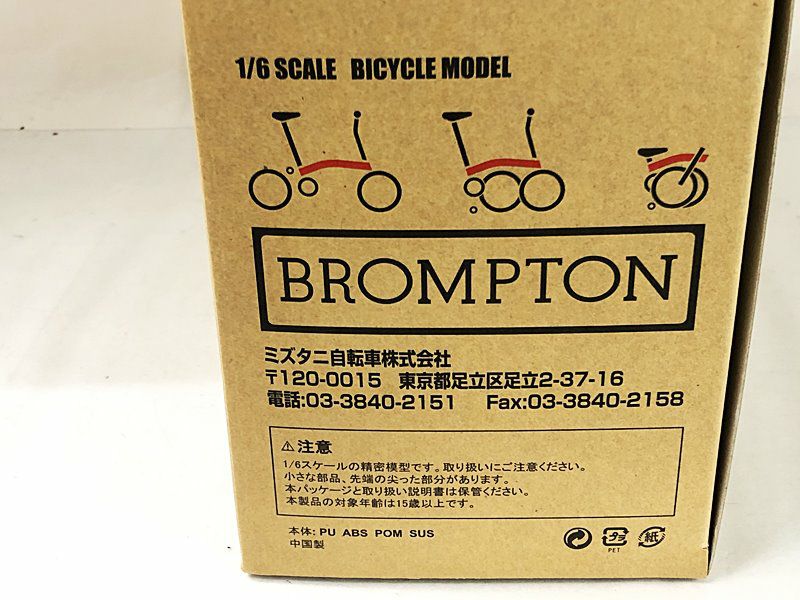 1/6 SCALE BICYCLE MODEL
BROMPTON
ミズタニ自転車株式会社
〒120-0015 東京都足立区足立2-37-16
電話:03-3840-2151 Fax:03-3840-2158
⚠注意
1/6スケールの精密模型です。取り扱いにご注意ください。
小さな部品、先端の尖った部分があります。
本パッケージと取り扱い説明書は保管ください。
本製品の対象年齢は15歳以上です。
本体: PU ABS POM SUS
中国製
プラ
PET
紙